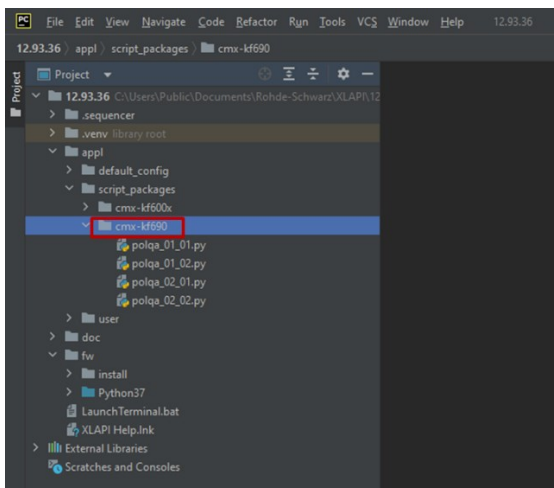 PC File Edit View Navigate Code Refactor Run Tools VCS Window Help 12.93.36
12.93.36 〉 appl 〉 script_packages 〉 cmx-kf690
Project
Project
12.93.36 C:\Users\Public\Documents\Rohde-Schwarz\XLAPI\12
.sequencer
.venv library root
appl
default_config
script_packages
cmx-kf600x
cmx-kf690
polqa_01_01.py
polqa_01_02.py
polqa_02_01.py
polqa_02_02.py
user
doc
fw
install
Python37
LaunchTerminal.bat
XLAPI Help.lnk
External Libraries
Scratches and Consoles